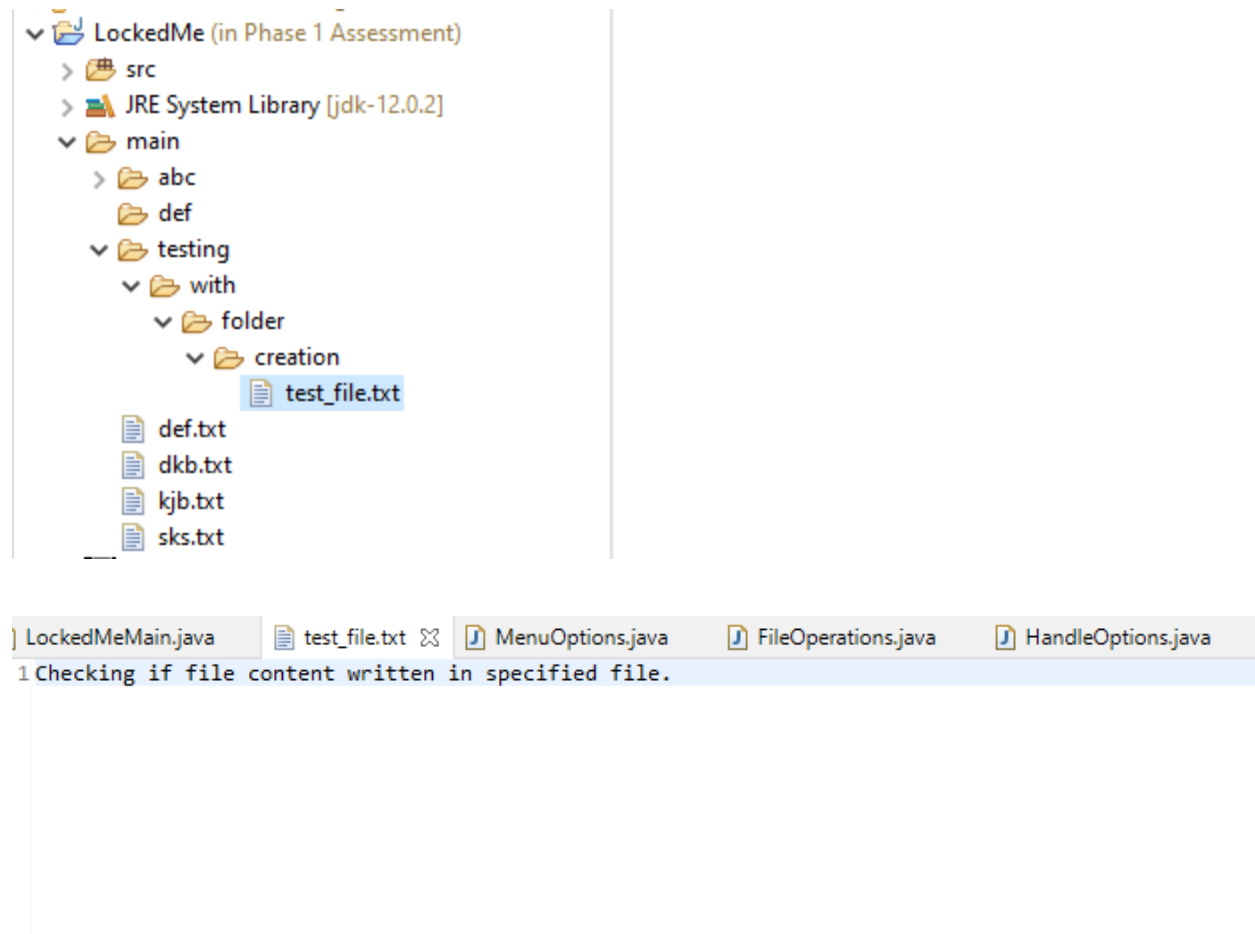 LockedMe (in Phase 1 Assessment)
src
JRE System Library [jdk-12.0.2]
main
abc
def
testing
with
folder
creation
test_file.txt
def.txt
dkb.txt
kjb.txt
sks.txt
LockedMeMain.java test_file.txt MenuOptions.java FileOperations.java HandleOptions.java
1 Checking if file content written in specified file.